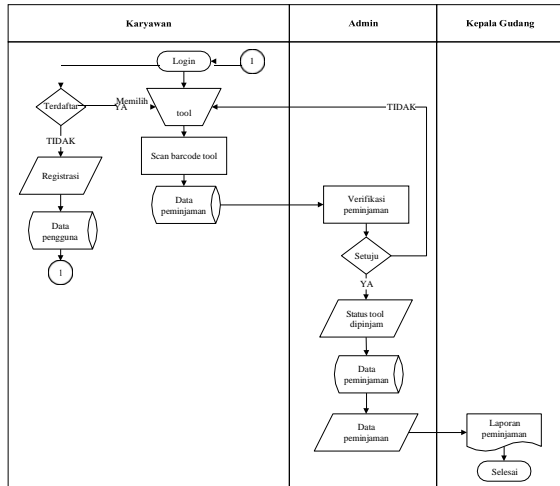 Karyawan
Admin
Kepala Gudang
Login
1
Terdaftar
YA
Memilih
tool
TIDAK
TIDAK
Registrasi
Scan barcode tool
Data
pengguna
Data
peminjaman
1
Verifikasi
peminjaman
Setuju
YA
Status tool
dipinjam
Data
peminjaman
Data
peminjaman
Laporan
peminjaman
Selesai